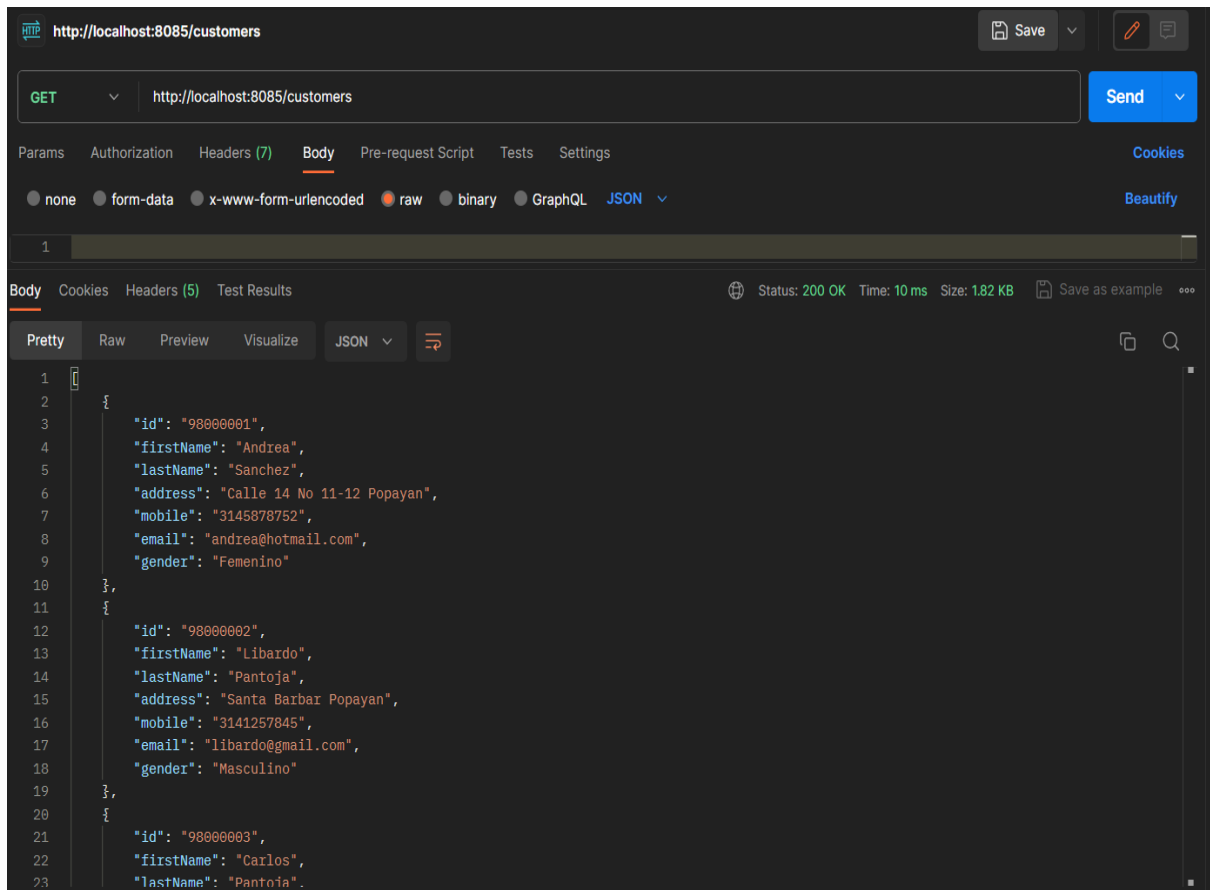 HTTP http://localhost:8085/customers Save
GET http://localhost:8085/customers Send
Params Authorization Headers (7) Body Pre-request Script Tests Settings Cookies
none form-data x-www-form-urlencoded raw binary GraphQL JSON Beautify
1
Body Cookies Headers (5) Test Results Status: 200 OK Time: 10 ms Size: 1.82 KB Save as example
Pretty Raw Preview Visualize JSON
1 [
2 {
3 "id": "98000001",
4 "firstName": "Andrea",
5 "lastName": "Sanchez",
6 "address": "Calle 14 No 11-12 Popayan",
7 "mobile": "3145878752",
8 "email": "andrea@hotmail.com",
9 "gender": "Femenino"
10 },
11 {
12 "id": "98000002",
13 "firstName": "Libardo",
14 "lastName": "Pantoja",
15 "address": "Santa Barbar Popayan",
16 "mobile": "3141257845",
17 "email": "libardo@gmail.com",
18 "gender": "Masculino"
19 },
20 {
21 "id": "98000003",
22 "firstName": "Carlos",
23 "lastName": "Pantoja",